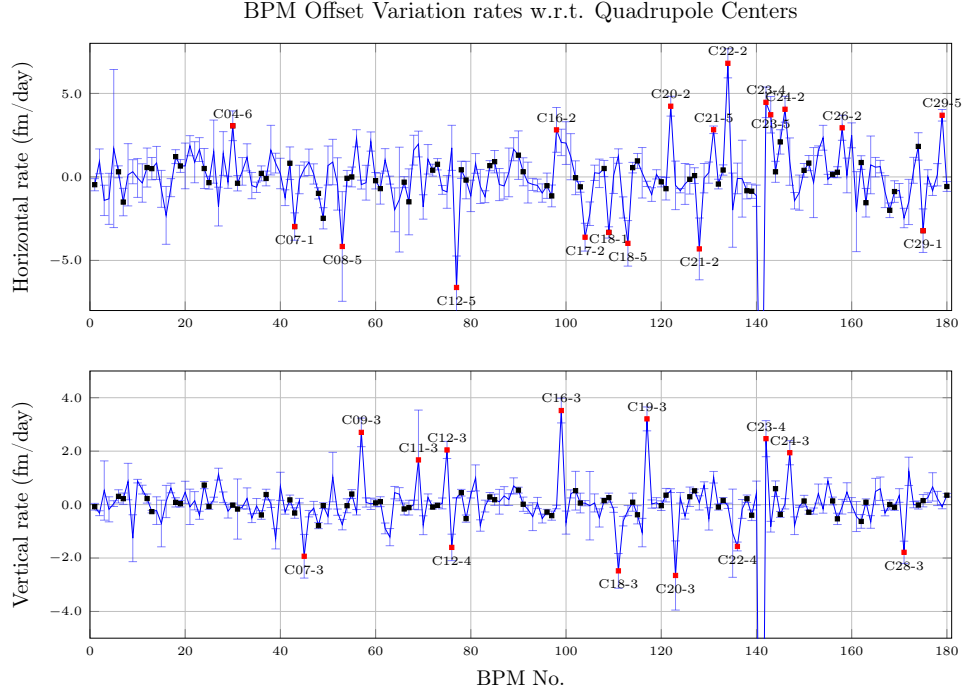 BPM Offset Variation rates w.r.t. Quadrupole Centers
Horizontal rate (fm/day)
5.0
0.0
−5.0
C04-6
C07-1
C08-5
C12-5
C16-2
C17-2
C18-1
C18-5
C20-2
C21-2
C21-5
C22-2
C23-4
C23-5
C24-2
C26-2
C29-1
C29-5
0 20 40 60 80 100 120 140 160 180
Vertical rate (fm/day)
4.0
2.0
0.0
−2.0
−4.0
C07-3
C09-3
C11-3
C12-3
C12-4
C16-3
C18-3
C19-3
C20-3
C22-4
C23-4
C24-3
C28-3
0 20 40 60 80 100 120 140 160 180
BPM No.